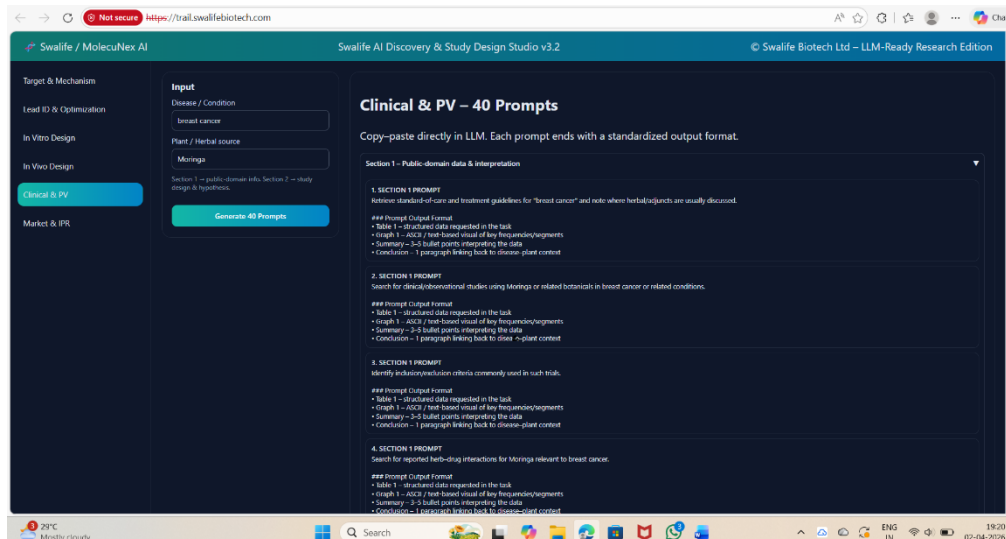 Not secure
https://trail.swalifebiotech.com
Swalife / MolecuNex AI
Swalife AI Discovery & Study Design Studio v3.2
© Swalife Biotech Ltd – LLM-Ready Research Edition
Target & Mechanism
Lead ID & Optimization
In Vitro Design
In Vivo Design
Clinical & PV
Market & IPR
Input
Disease / Condition
breast cancer
Plant / Herbal source
Moringa
Section 1 → public-domain info. Section 2 → study
design & hypothesis.
Generate 40 Prompts
Clinical & PV – 40 Prompts
Copy–paste directly in LLM. Each prompt ends with a standardized output format.
Section 1 – Public-domain data & interpretation
1. SECTION 1 PROMPT
Retrieve standard-of-care and treatment guidelines for "breast cancer" and note where herbal/adjuncts are usually discussed.
### Prompt Output Format
• Table 1 – structured data requested in the task
• Graph 1 – ASCII / text-based visual of key frequencies/segments
• Summary – 3–5 bullet points interpreting the data
• Conclusion – 1 paragraph linking back to disease–plant context
2. SECTION 1 PROMPT
Search for clinical/observational studies using Moringa or related botanicals in breast cancer or related conditions.
### Prompt Output Format
• Table 1 – structured data requested in the task
• Graph 1 – ASCII / text-based visual of key frequencies/segments
• Summary – 3–5 bullet points interpreting the data
• Conclusion – 1 paragraph linking back to plant context
3. SECTION 1 PROMPT
Identify inclusion/exclusion criteria commonly used in such trials.
### Prompt Output Format
• Table 1 – structured data requested in the task
• Graph 1 – ASCII / text-based visual of key frequencies/segments
• Summary – 3–5 bullet points interpreting the data
• Conclusion – 1 paragraph linking back to disease–plant context
4. SECTION 1 PROMPT
Search for reported herb–drug interactions for Moringa relevant to breast cancer.
### Prompt Output Format
• Table 1 – structured data requested in the task
• Graph 1 – ASCII / text-based visual of key frequencies/segments
• Summary – 3–5 bullet points interpreting the data
• Conclusion – 1 paragraph linking back to disease–plant context
3
29°C
Mostly cloudy
Search
ENG
IN
19:20
02-04-2026